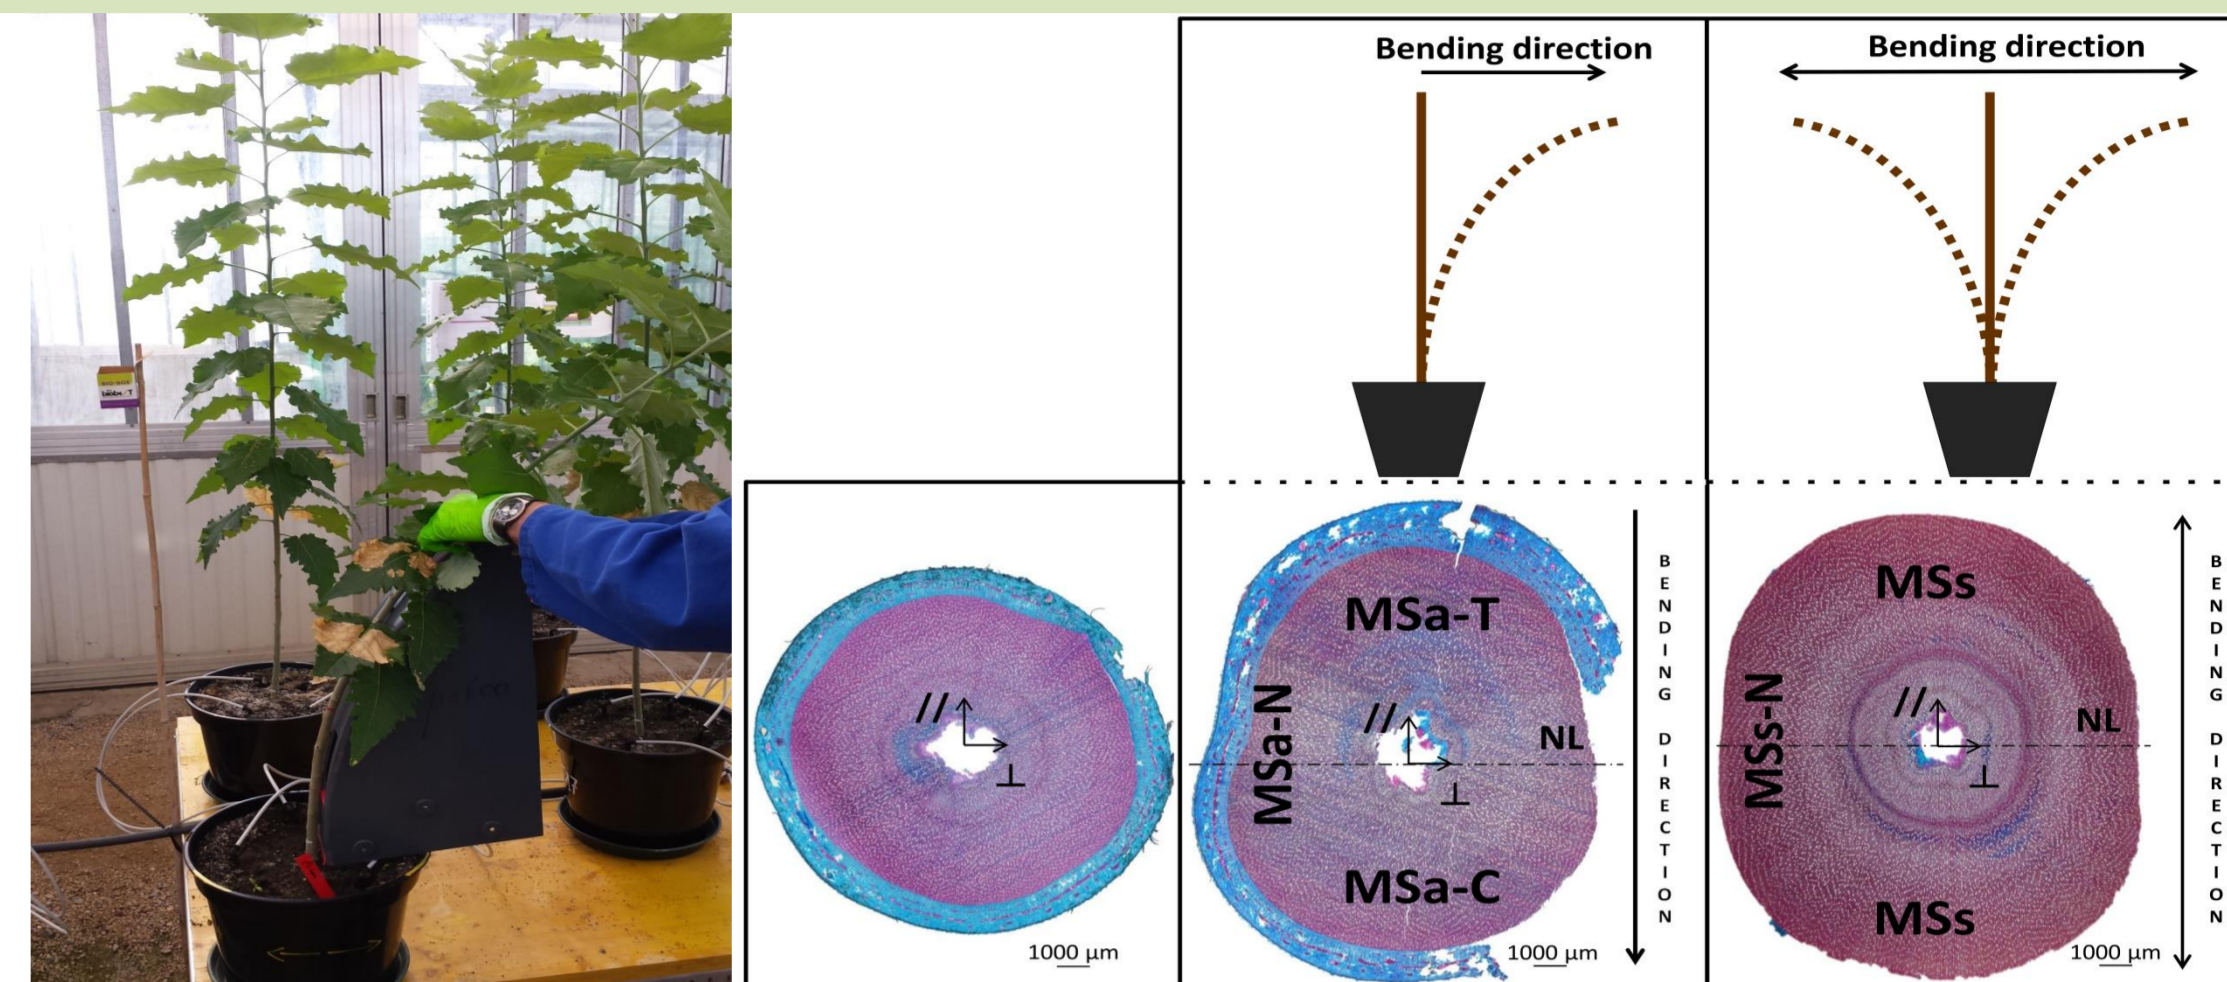 Bending direction
Bending direction
//
⊥
1000 µm
MSa-T
MSa-N
//
⊥
NL
MSa-C
1000 µm
BENDING DIRECTION
MSs
MSs-N
//
⊥
NL
MSs
1000 µm
BENDING DIRECTION